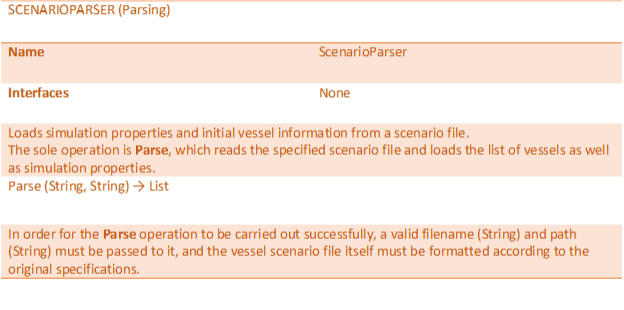 SCENARIOPARSER (Parsing)
Name ScenarioParser
Interfaces None
Loads simulation properties and initial vessel information from a scenario file.
The sole operation is Parse, which reads the specified scenario file and loads the list of vessels as well
as simulation properties.
Parse (String, String) → List
In order for the Parse operation to be carried out successfully, a valid filename (String) and path
(String) must be passed to it, and the vessel scenario file itself must be formatted according to the
original specifications.